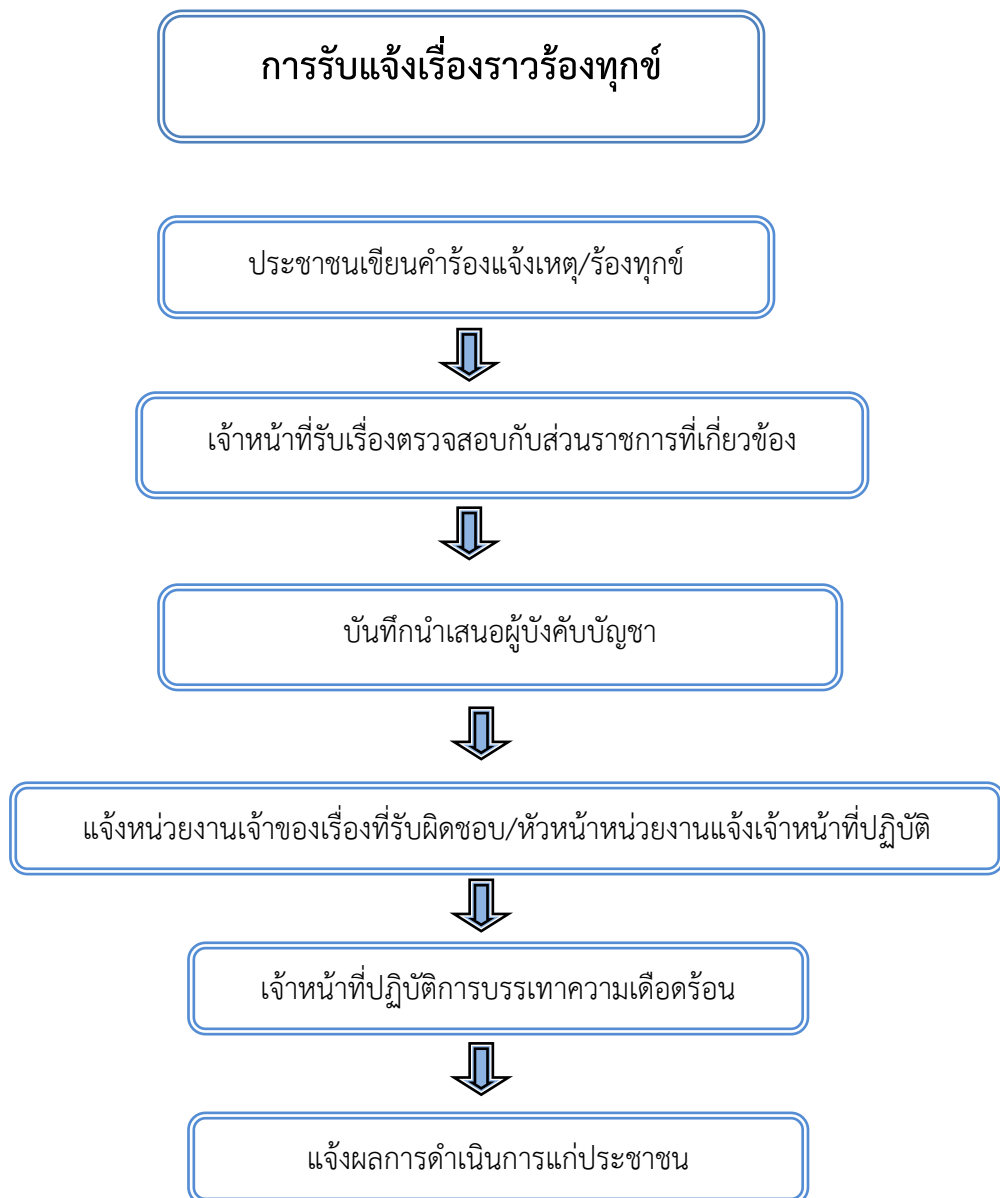 การรับแจ้งเรื่องราวร้องทุกข์
ประชาชนเขียนคำร้องแจ้งเหตุ/ร้องทุกข์
เจ้าหน้าที่รับเรื่องตรวจสอบกับส่วนราชการที่เกี่ยวข้อง
บันทึกนำเสนอผู้บังคับบัญชา
แจ้งหน่วยงานเจ้าของเรื่องที่รับผิดชอบ/หัวหน้าหน่วยงานแจ้งเจ้าหน้าที่ปฏิบัติ
เจ้าหน้าที่ปฏิบัติการบรรเทาความเดือดร้อน
แจ้งผลการดำเนินการแก่ประชาชน